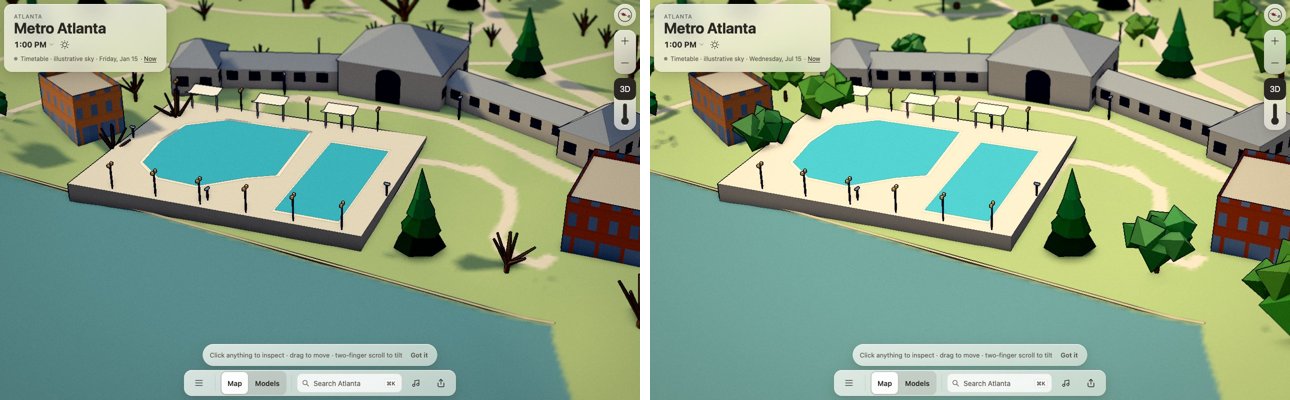 ATLANTA
Metro Atlanta
1:00 PM
Timetable · illustrative sky · Friday, Jan 15 · Now
+
−
3D
Click anything to inspect · drag to move · two-finger scroll to tilt Got it
Map Models Search Atlanta ⌘K
ATLANTA
Metro Atlanta
1:00 PM
Timetable · illustrative sky · Wednesday, Jul 15 · Now
+
−
3D
Click anything to inspect · drag to move · two-finger scroll to tilt Got it
Map Models Search Atlanta ⌘K